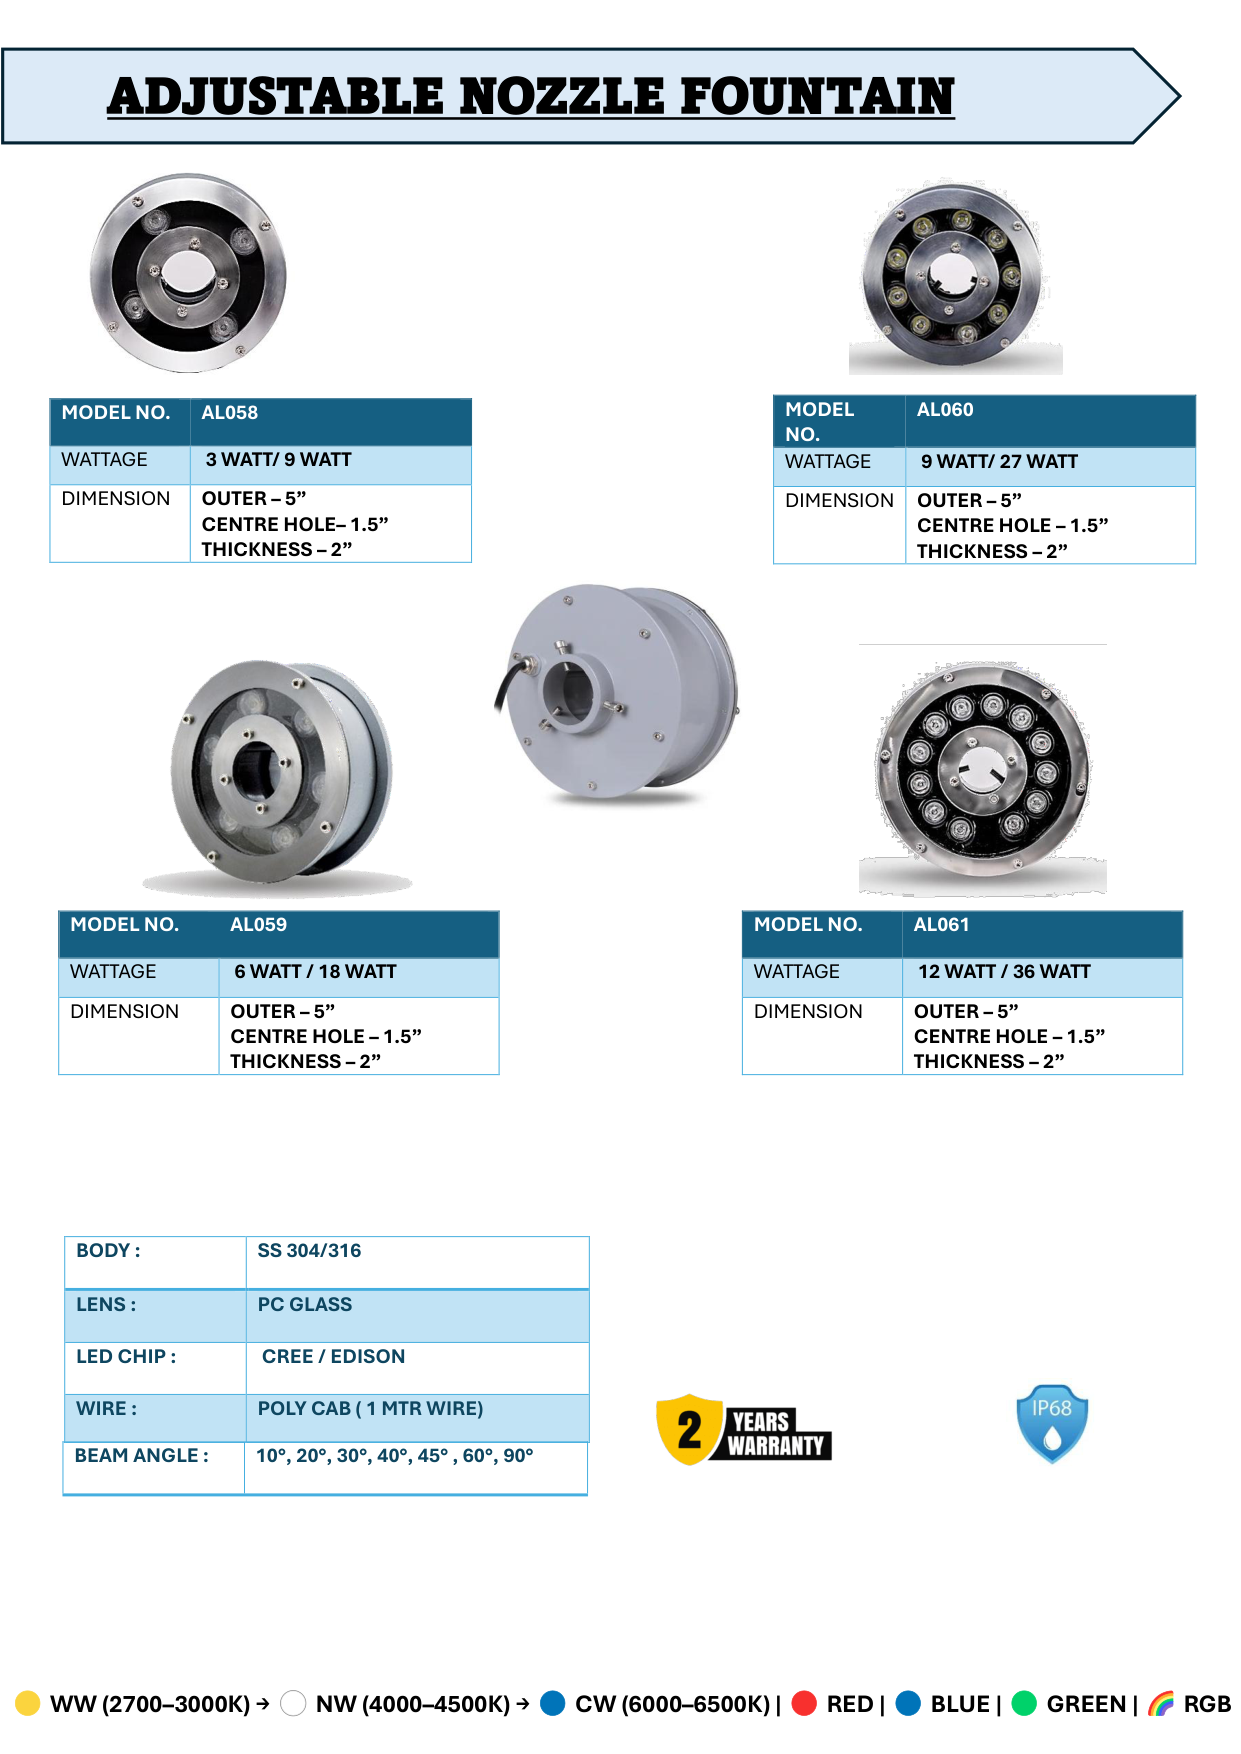 ADJUSTABLE NOZZLE FOUNTAIN
MODEL NO. AL058
WATTAGE 3 WATT/ 9 WATT
DIMENSION OUTER – 5”
CENTRE HOLE– 1.5”
THICKNESS – 2”
MODEL NO. AL060
WATTAGE 9 WATT/ 27 WATT
DIMENSION OUTER – 5”
CENTRE HOLE – 1.5”
THICKNESS – 2”
MODEL NO. AL059
WATTAGE 6 WATT / 18 WATT
DIMENSION OUTER – 5”
CENTRE HOLE – 1.5”
THICKNESS – 2”
MODEL NO. AL061
WATTAGE 12 WATT / 36 WATT
DIMENSION OUTER – 5”
CENTRE HOLE – 1.5”
THICKNESS – 2”
BODY : SS 304/316
LENS : PC GLASS
LED CHIP : CREE / EDISON
WIRE : POLY CAB ( 1 MTR WIRE)
BEAM ANGLE : 10°, 20°, 30°, 40°, 45° , 60°, 90°
2 YEARS
WARRANTY
IP68
WW (2700–3000K) → NW (4000–4500K) → CW (6000–6500K) | RED | BLUE | GREEN | RGB